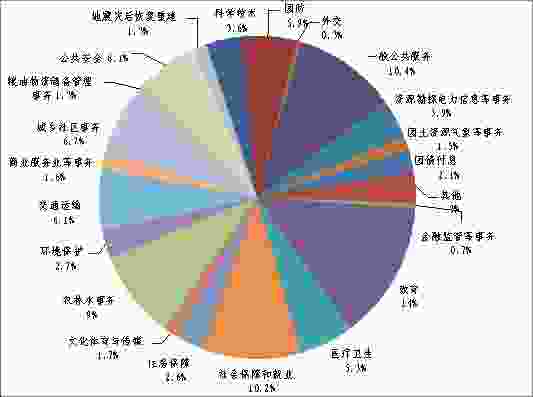 科学技术
3.6%
国防
5.9%
外交
0.3%
一般公共服务
10.4%
资源勘探电力信息等事务
3.9%
国土资源气象等事务
1.5%
国债付息
2.1%
其他
金融监管等事务
0.7%
教育
14%
医疗卫生
5.3%
社会保障和就业
10.2%
住房保障
2.6%
文化体育与传媒
1.7%
农林水事务
9%
环境保护
2.7%
交通运输
6.1%
商业服务业等事务
1.6%
城乡社区事务
6.7%
粮油物资储备管理
事务 1.7%
公共安全 6.1%
地震灾后恢复重建
1.7%